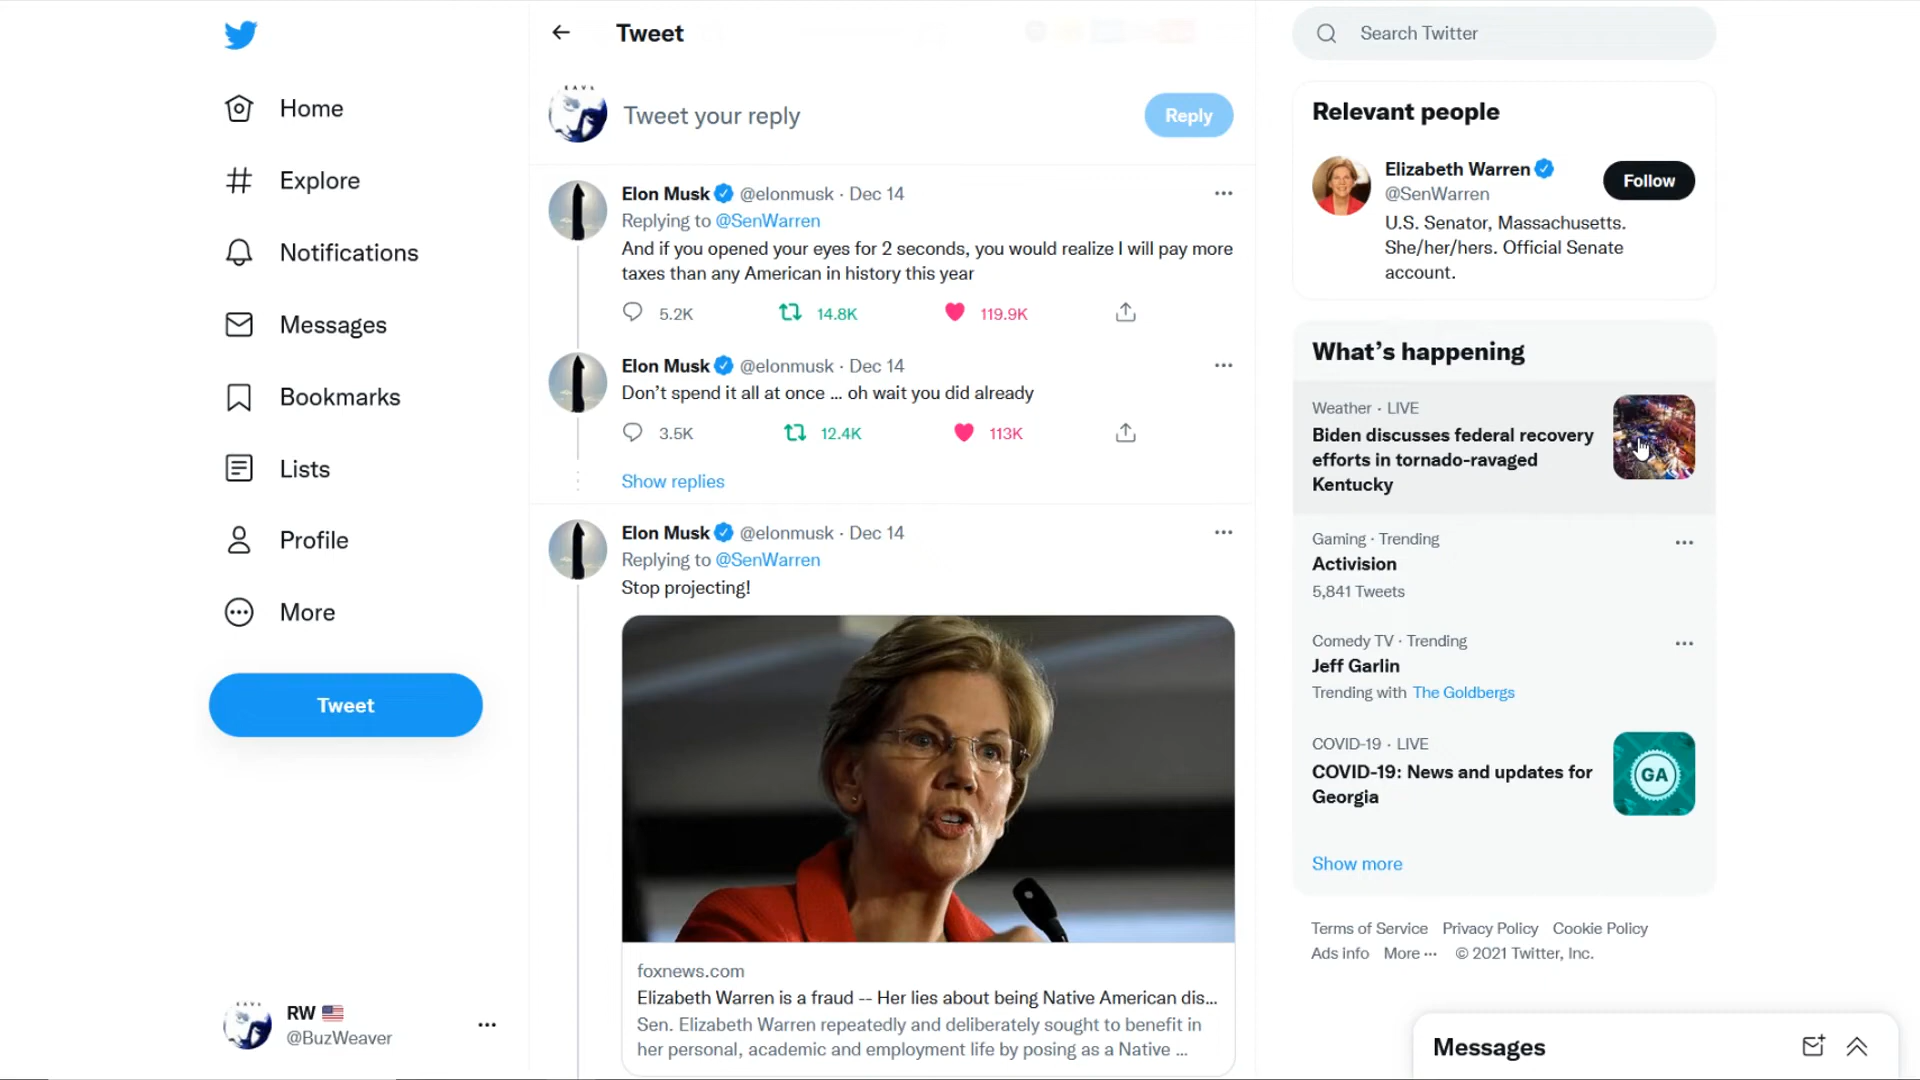 Home
Explore
Notifications
Messages
Bookmarks
Lists
Profile
More
Tweet
RW
@BuzWeaver
Tweet
Tweet your reply
Reply
Elon Musk @elonmusk · Dec 14
Replying to @SenWarren
And if you opened your eyes for 2 seconds, you would realize I will pay more
taxes than any American in history this year
5.2K 14.8K 119.9K
Elon Musk @elonmusk · Dec 14
Don’t spend it all at once ... oh wait you did already
3.5K 12.4K 113K
Show replies
Elon Musk @elonmusk · Dec 14
Replying to @SenWarren
Stop projecting!
foxnews.com
Elizabeth Warren is a fraud -- Her lies about being Native American dis...
Sen. Elizabeth Warren repeatedly and deliberately sought to benefit in
her personal, academic and employment life by posing as a Native ...
Search Twitter
Relevant people
Elizabeth Warren
@SenWarren
Follow
U.S. Senator, Massachusetts.
She/her/hers. Official Senate
account.
What’s happening
Weather · LIVE
Biden discusses federal recovery
efforts in tornado-ravaged
Kentucky
Gaming · Trending
Activision
5,841 Tweets
Comedy TV · Trending
Jeff Garlin
Trending with The Goldbergs
COVID-19 · LIVE
COVID-19: News and updates for
Georgia
GA
Show more
Terms of Service Privacy Policy Cookie Policy
Ads info More ··· © 2021 Twitter, Inc.
Messages